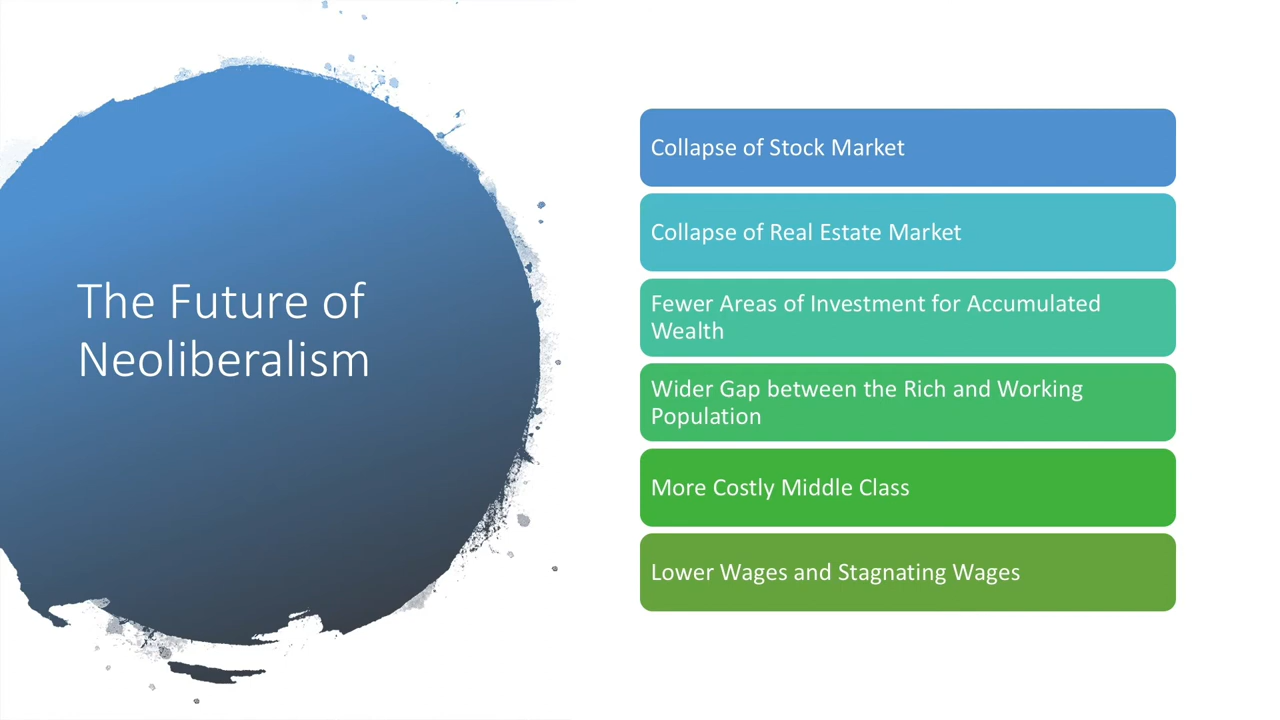 The Future of
Neoliberalism
Collapse of Stock Market
Collapse of Real Estate Market
Fewer Areas of Investment for Accumulated
Wealth
Wider Gap between the Rich and Working
Population
More Costly Middle Class
Lower Wages and Stagnating Wages